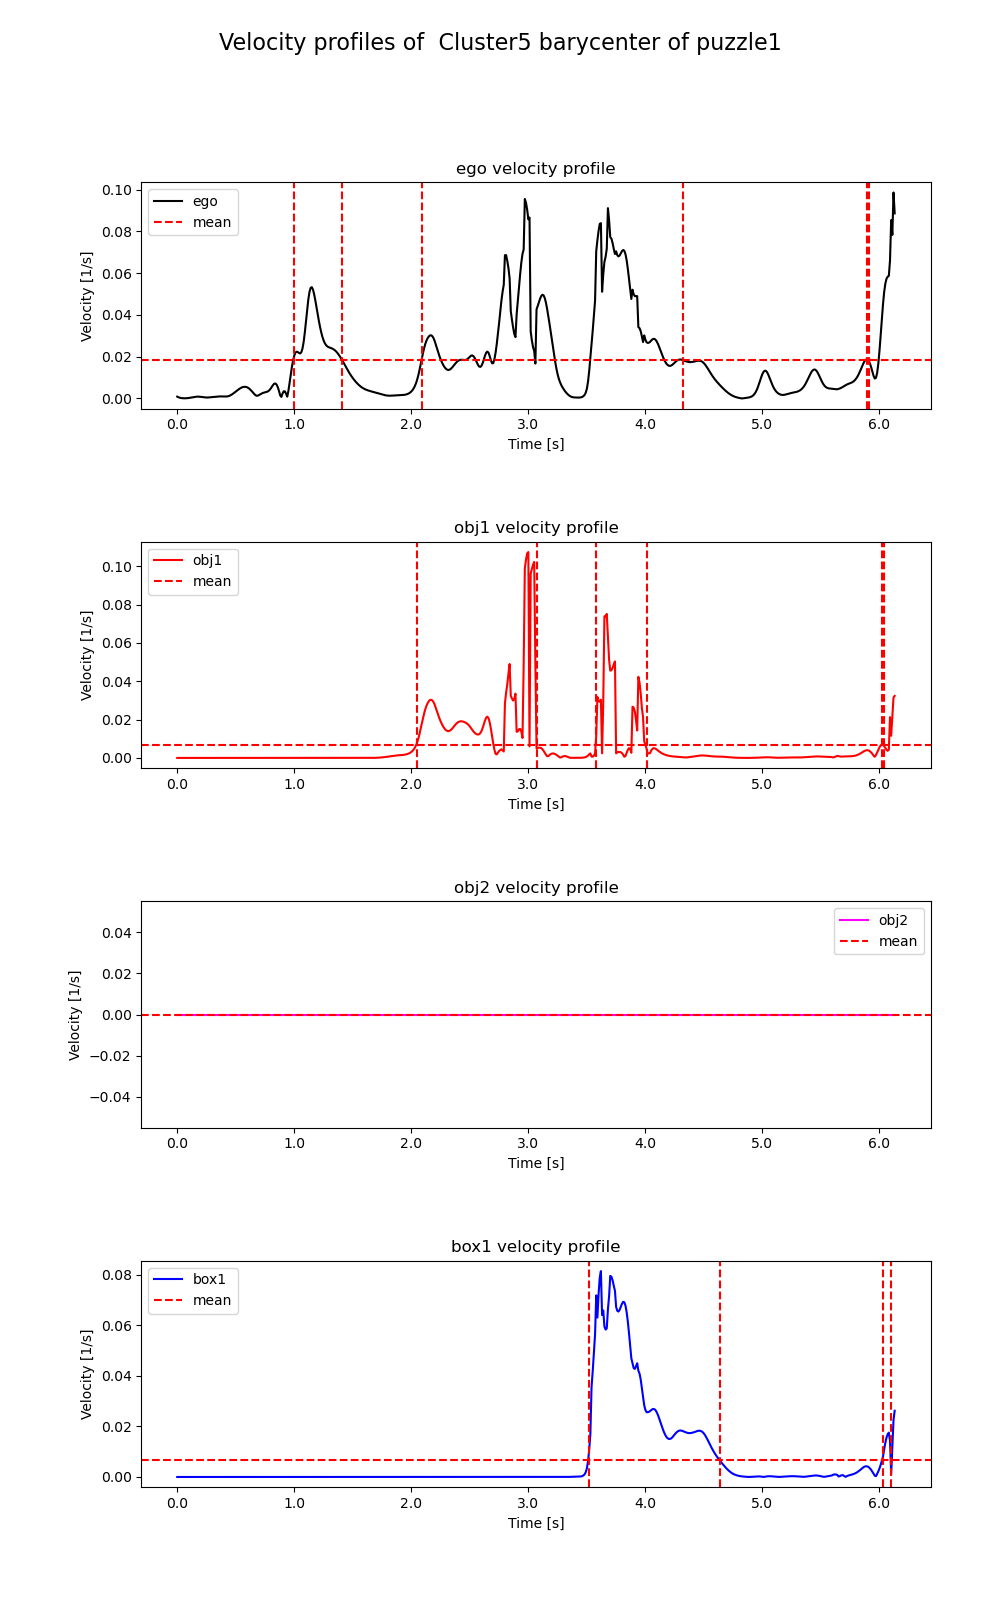 Velocity profiles of  Cluster5 barycenter of puzzle1
ego velocity profile
ego
mean
Velocity [1/s]
0.10
0.08
0.06
0.04
0.02
0.00
0.0 1.0 2.0 3.0 4.0 5.0 6.0
Time [s]
obj1 velocity profile
obj1
mean
Velocity [1/s]
0.10
0.08
0.06
0.04
0.02
0.00
0.0 1.0 2.0 3.0 4.0 5.0 6.0
Time [s]
obj2 velocity profile
obj2
mean
Velocity [1/s]
0.04
0.02
0.00
−0.02
−0.04
0.0 1.0 2.0 3.0 4.0 5.0 6.0
Time [s]
box1 velocity profile
box1
mean
Velocity [1/s]
0.08
0.06
0.04
0.02
0.00
0.0 1.0 2.0 3.0 4.0 5.0 6.0
Time [s]